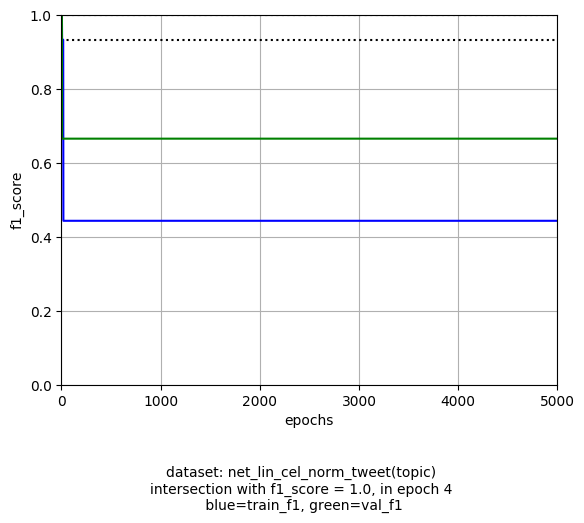 1.0
0.8
0.6
0.4
0.2
0.0
f1_score
0 1000 2000 3000 4000 5000
epochs
dataset: net_lin_cel_norm_tweet(topic)
intersection with f1_score = 1.0, in epoch 4
blue=train_f1, green=val_f1